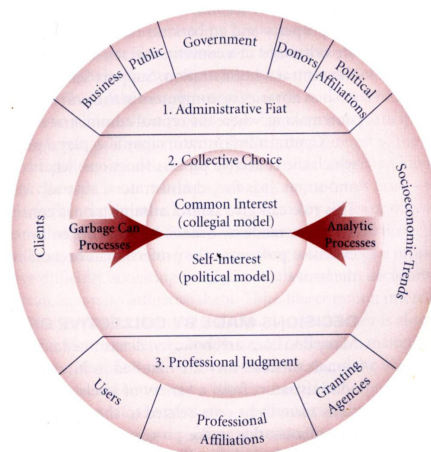 Business
Public
Government
Donors
Political
Affiliations
1. Administrative Fiat
2. Collective Choice
Common Interest
(collegial model)
Clients
Garbage Can
Processes
Analytic
Processes
Socioeconomic Trends
Self-Interest
(political model)
3. Professional Judgment
Users
Professional
Affiliations
Granting
Agencies